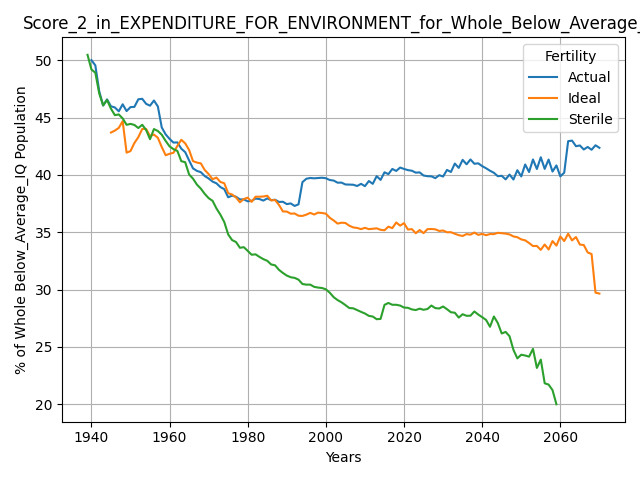 Score_2_in_EXPENDITURE_FOR_ENVIRONMENT_for_Whole_Below_Average_
Fertility
Actual
Ideal
Sterile
% of Whole Below_Average_IQ Population
50
45
40
35
30
25
20
1940 1960 1980 2000 2020 2040 2060
Years